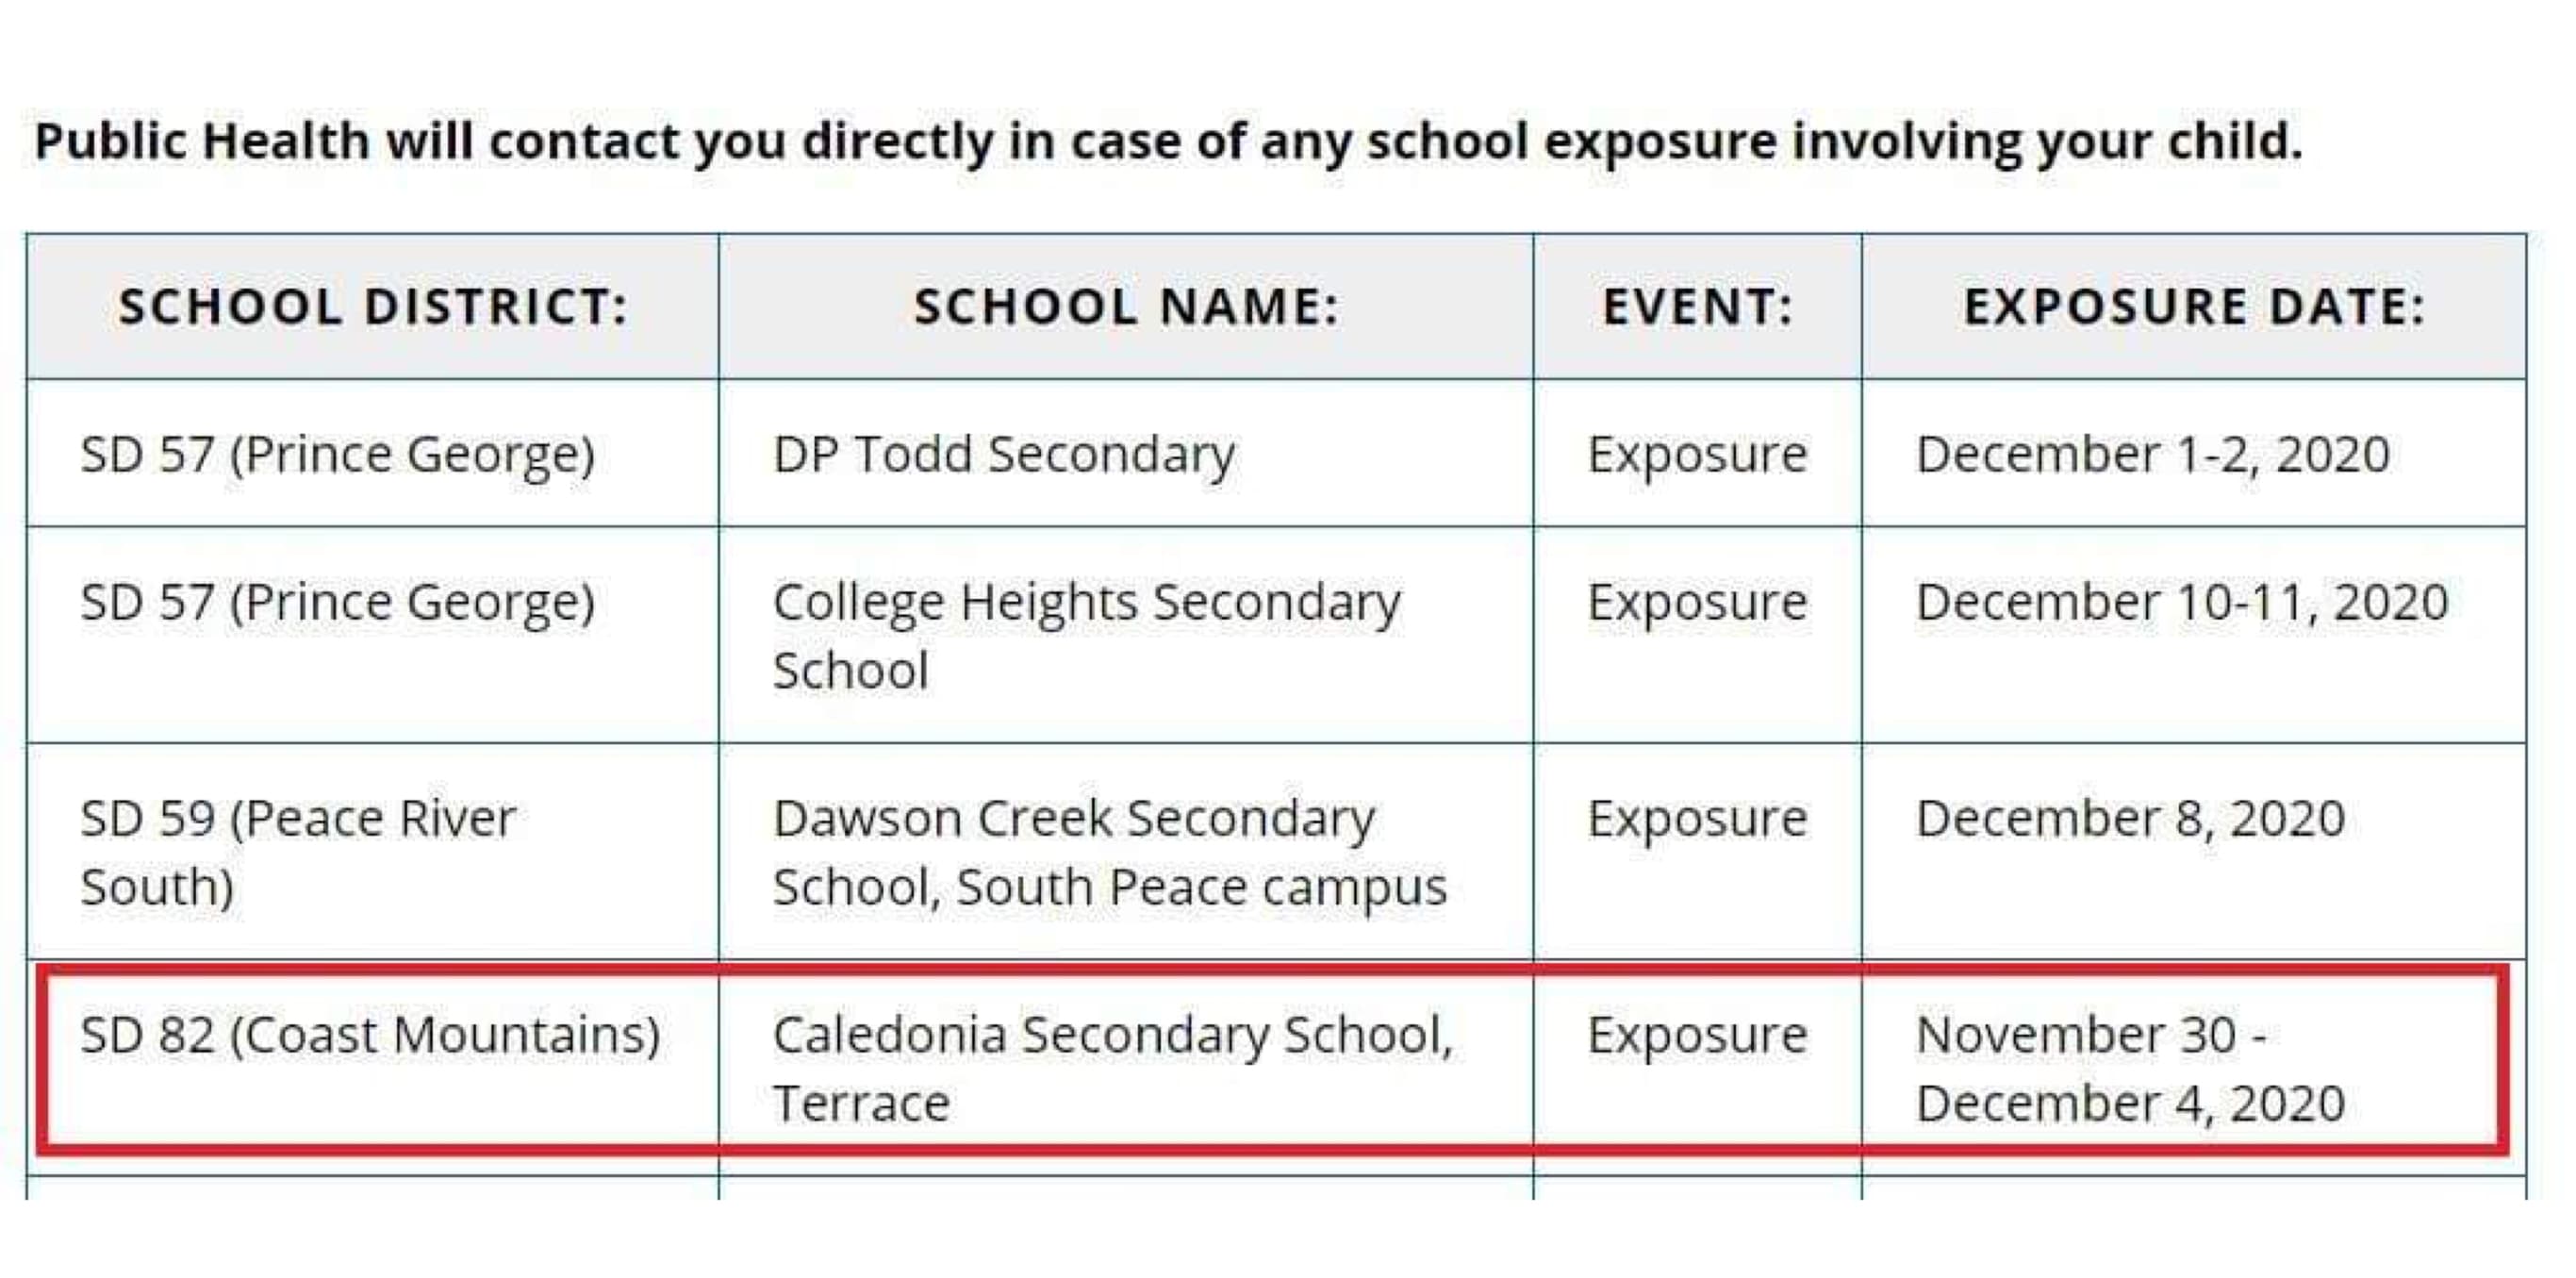 Public Health will contact you directly in case of any school exposure involving your child.
SCHOOL DISTRICT: SCHOOL NAME: EVENT: EXPOSURE DATE:
SD 57 (Prince George) DP Todd Secondary Exposure December 1-2, 2020
SD 57 (Prince George) College Heights Secondary Exposure December 10-11, 2020
School
SD 59 (Peace River Dawson Creek Secondary Exposure December 8, 2020
South) School, South Peace campus
SD 82 (Coast Mountains) Caledonia Secondary School, Exposure November 30 -
Terrace December 4, 2020